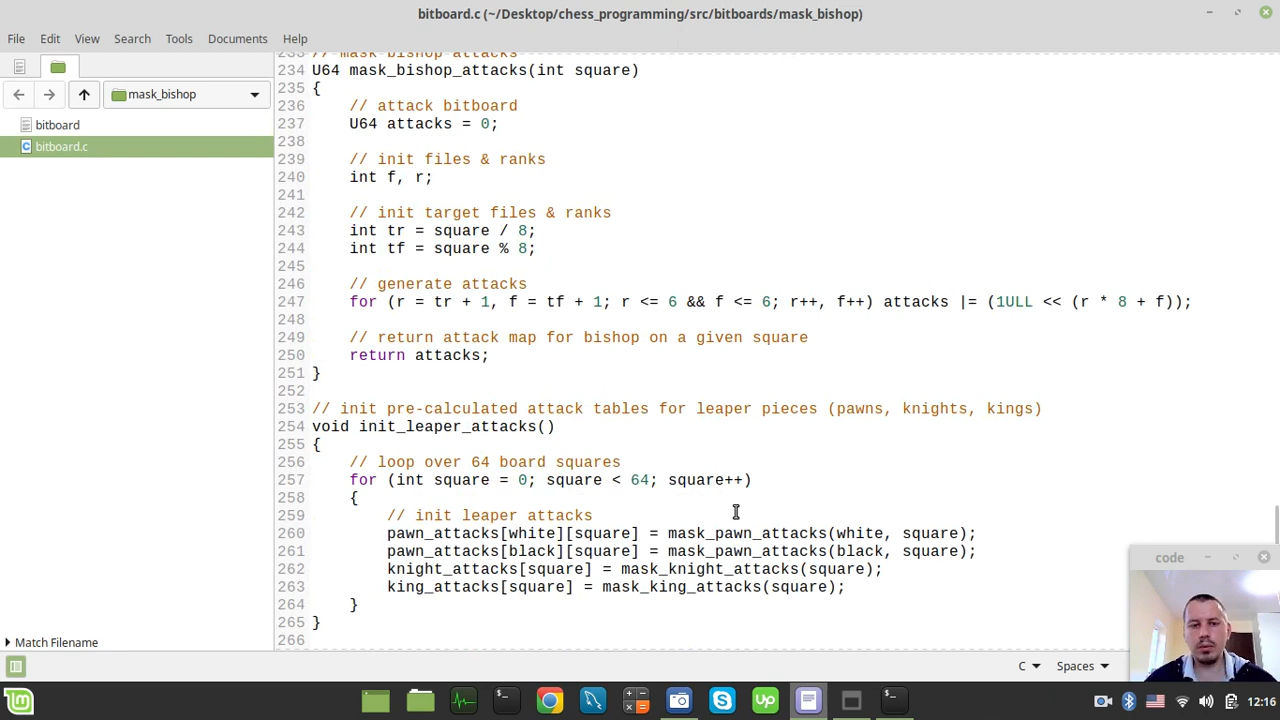 bitboard.c (~/Desktop/chess_programming/src/bitboards/mask_bishop)
File Edit View Search Tools Documents Help
mask_bishop
bitboard
bitboard.c
Match Filename
233 // mask bishop attacks
234 U64 mask_bishop_attacks(int square)
235 {
236 // attack bitboard
237 U64 attacks = 0;
238
239 // init files & ranks
240 int f, r;
241
242 // init target files & ranks
243 int tr = square / 8;
244 int tf = square % 8;
245
246 // generate attacks
247 for (r = tr + 1, f = tf + 1; r <= 6 && f <= 6; r++, f++) attacks |= (1ULL << (r * 8 + f));
248
249 // return attack map for bishop on a given square
250 return attacks;
251 }
252
253 // init pre-calculated attack tables for leaper pieces (pawns, knights, kings)
254 void init_leaper_attacks()
255 {
256 // loop over 64 board squares
257 for (int square = 0; square < 64; square++)
258 {
259 // init leaper attacks
260 pawn_attacks[white][square] = mask_pawn_attacks(white, square);
261 pawn_attacks[black][square] = mask_pawn_attacks(black, square);
262 knight_attacks[square] = mask_knight_attacks(square);
263 king_attacks[square] = mask_king_attacks(square);
264 }
265 }
266
code
C Spaces
12:16